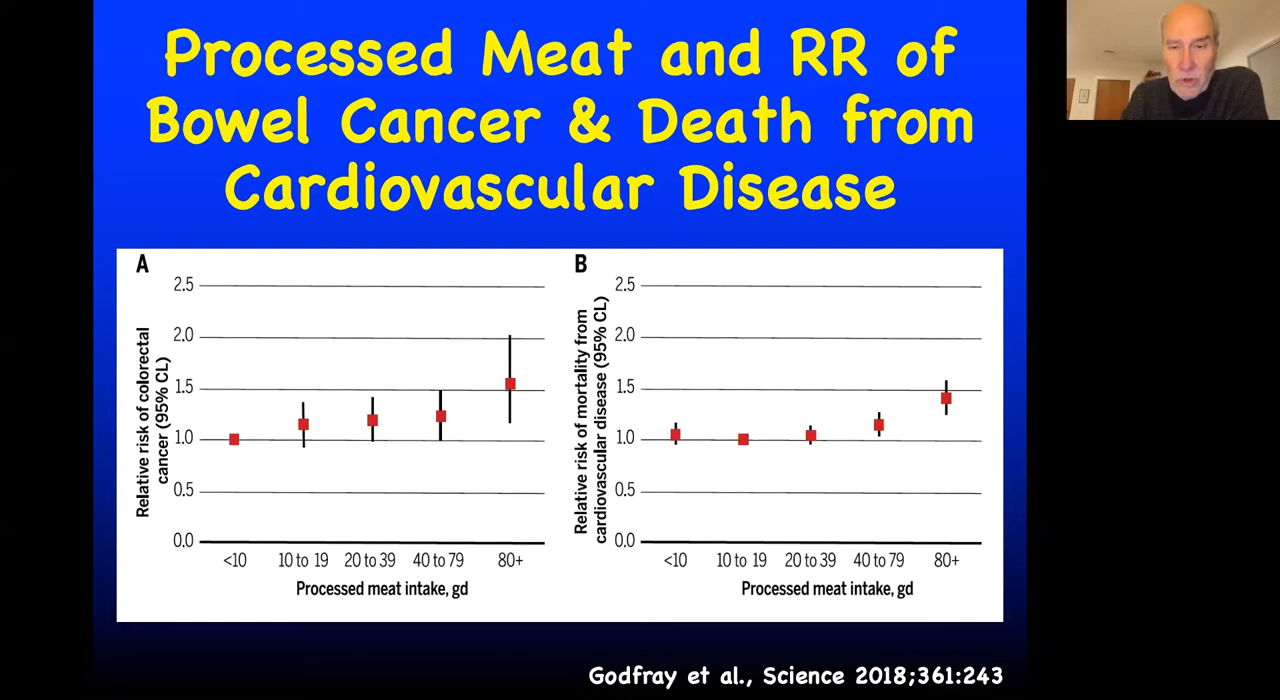 Processed Meat and RR of
Bowel Cancer & Death from
Cardiovascular Disease
A
Relative risk of colorectal
cancer (95% CL)
2.5
2.0
1.5
1.0
0.5
0.0
<10 10 to 19 20 to 39 40 to 79 80+
Processed meat intake, gd
B
Relative risk of mortality from
cardiovascular disease (95% CL)
2.5
2.0
1.5
1.0
0.5
0.0
<10 10 to 19 20 to 39 40 to 79 80+
Processed meat intake, gd
Godfray et al., Science 2018;361:243